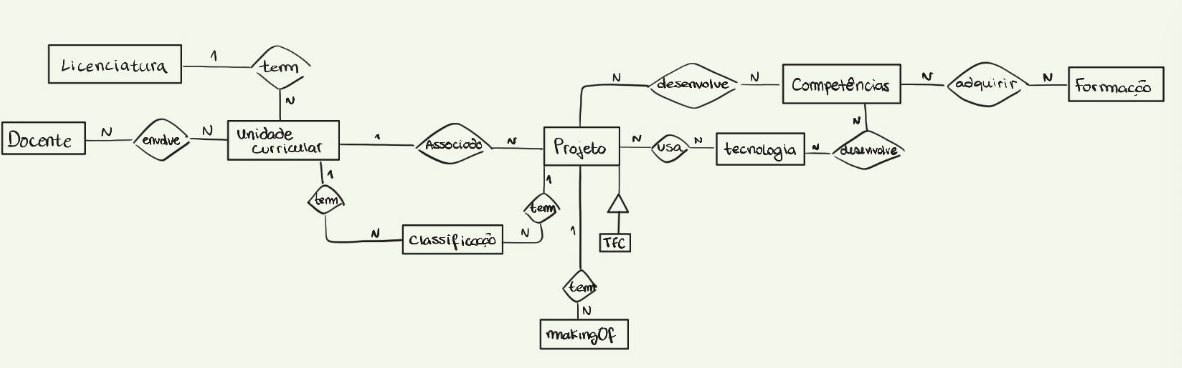 Licenciatura
1
tem
N
Docente
N
envolve
N
Unidade
curricular
1
Associado
N
Projeto
N
desenvolve
N
Competências
N
adquirir
N
Formação
N
usa
N
tecnologia
N
desenvolve
N
1
tem
N
Classificação
N
tem
1
1
tem
N
makingOf
TFC